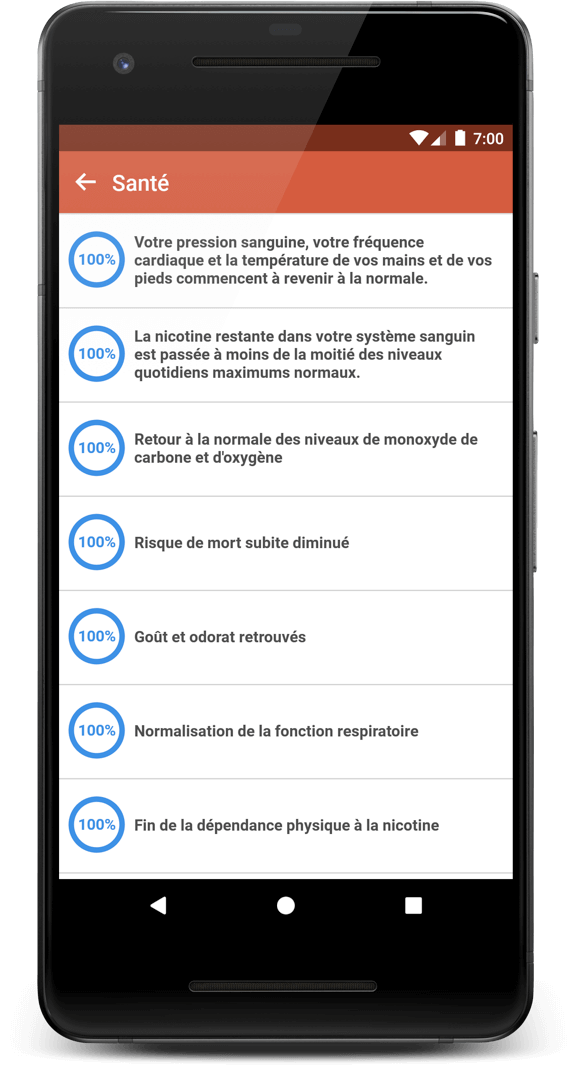 7:00
Santé
100%
Votre pression sanguine, votre fréquence
cardiaque et la température de vos mains et de vos
pieds commencent à revenir à la normale.
100%
La nicotine restante dans votre système sanguin
est passée à moins de la moitié des niveaux
quotidiens maximums normaux.
100%
Retour à la normale des niveaux de monoxyde de
carbone et d'oxygène
100%
Risque de mort subite diminué
100%
Goût et odorat retrouvés
100%
Normalisation de la fonction respiratoire
100%
Fin de la dépendance physique à la nicotine